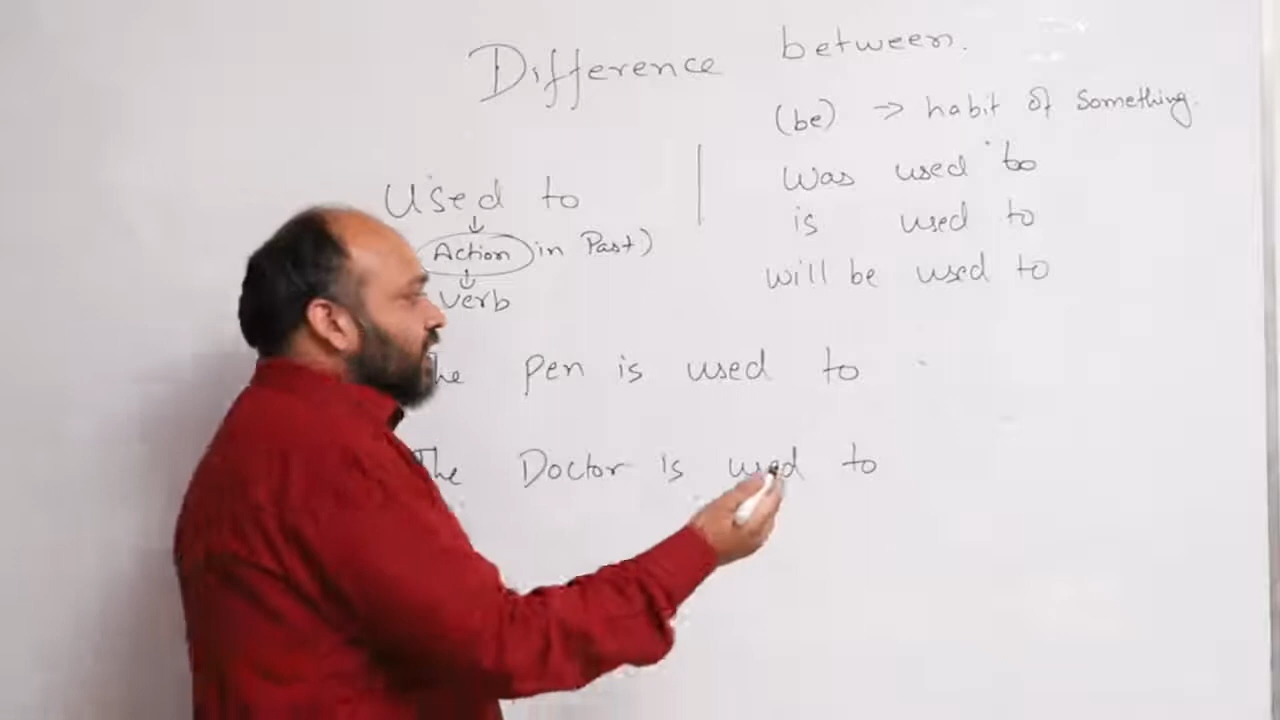 Difference between.
(be) → habit of Something.
Used to
was used to
is used to
will be used to
↓
Action in Past)
↓
verb
The Pen is used to
The Doctor is used to